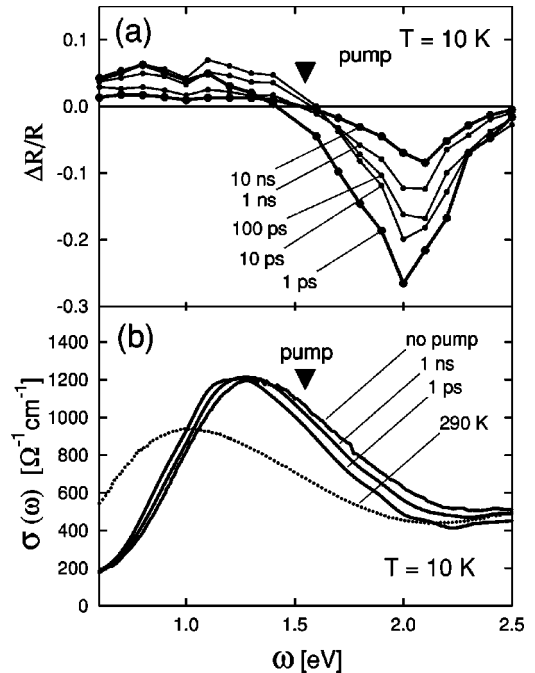 (a)
pump
T = 10 K
0.1
0.0
-0.1
-0.2
-0.3
ΔR/R
10 ns
1 ns
100 ps
10 ps
1 ps
(b)
pump
no pump
1 ns
1 ps
290 K
1400
1200
1000
800
600
400
200
0
σ(ω) [Ω⁻¹cm⁻¹]
T = 10 K
1.0
1.5
2.0
2.5
ω [eV]